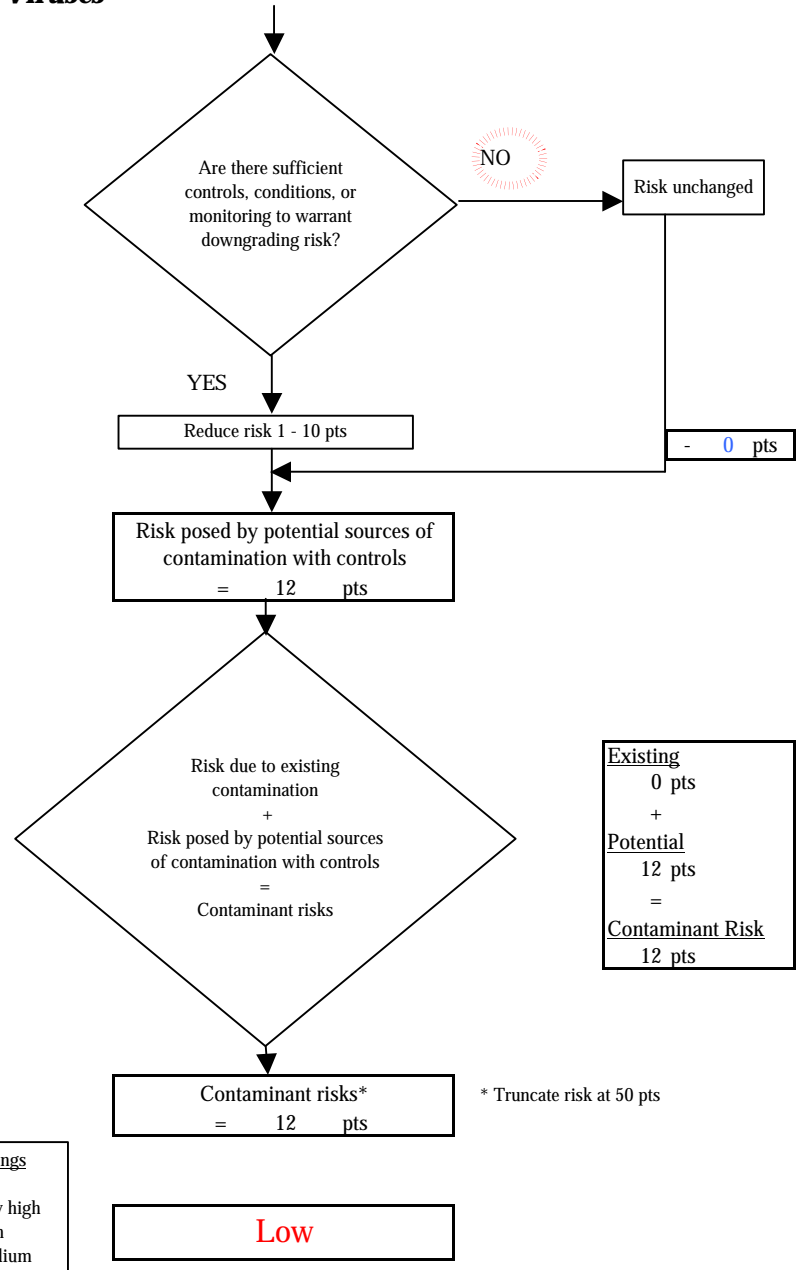 Viruses
Are there sufficient
controls, conditions, or
monitoring to warrant
downgrading risk?
NO
Risk unchanged
YES
Reduce risk 1 - 10 pts
- 0 pts
Risk posed by potential sources of
contamination with controls
= 12 pts
Risk due to existing
contamination
+
Risk posed by potential sources
of contamination with controls
=
Contaminant risks
Existing
0 pts
+
Potential
12 pts
=
Contaminant Risk
12 pts
Contaminant risks*
= 12 pts
* Truncate risk at 50 pts
high
Low